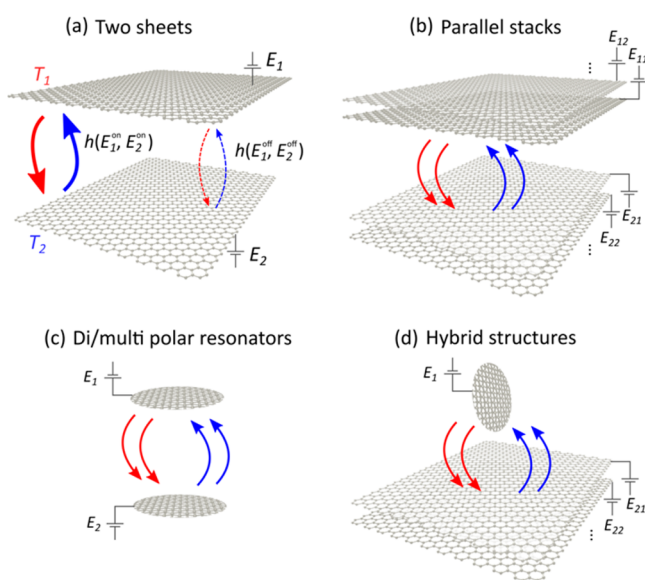 (a) Two sheets
T1
E1
h(E1on, E2on)
h(E1off, E2off)
T2
E2
(b) Parallel stacks
E12
E11
...
E21
E22
...
(c) Di/multi polar resonators
E1
E2
(d) Hybrid structures
E1
E21
E22
...